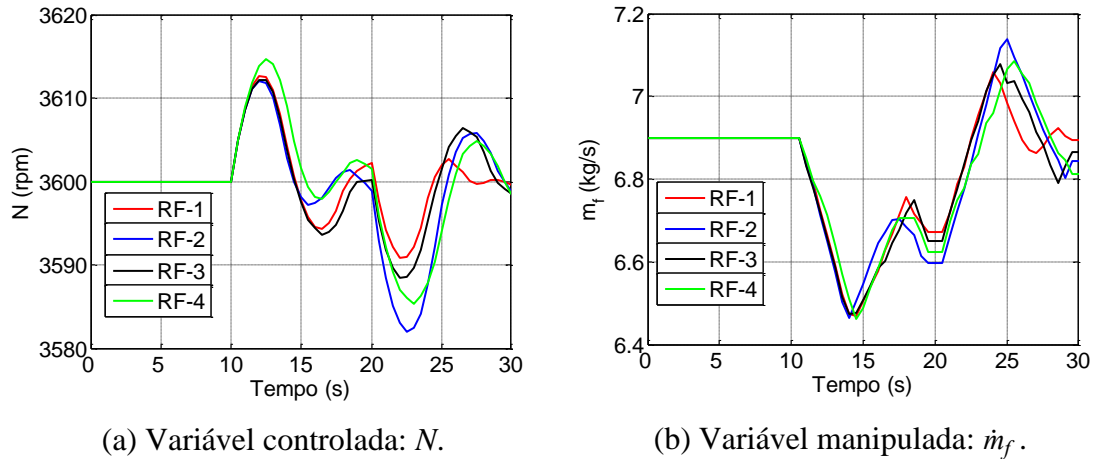 3620
3610
3600
3590
3580
N (rpm)
RF-1
RF-2
RF-3
RF-4
0
5
10
15
20
25
30
Tempo (s)
(a) Variável controlada: N.
7.2
7
6.8
6.6
6.4
m_f (kg/s)
RF-1
RF-2
RF-3
RF-4
0
5
10
15
20
25
30
Tempo (s)
(b) Variável manipulada: ṁ_f .